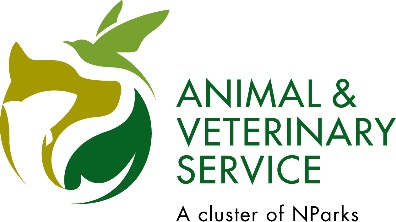 ANIMAL &
VETERINARY
SERVICE
A cluster of NParks